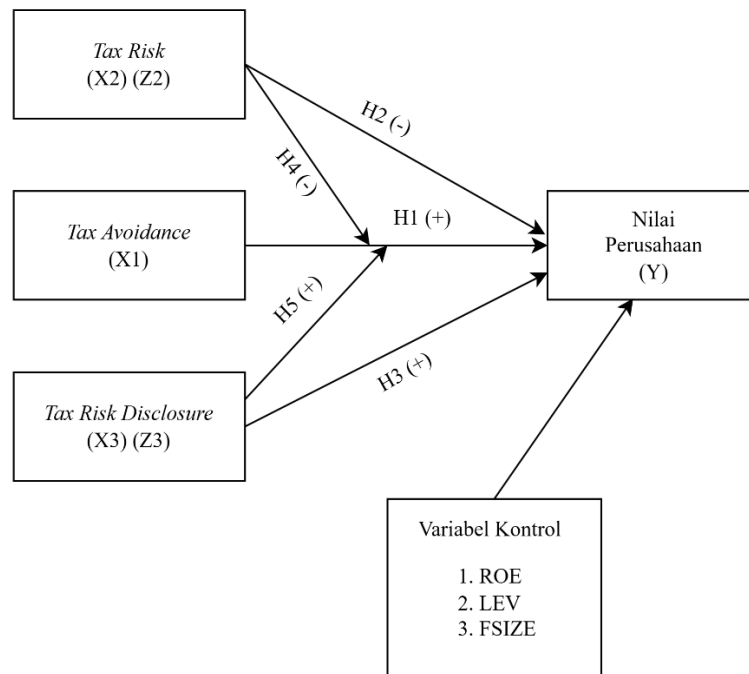 Tax Risk
(X2) (Z2)
H2 (-)
H4 (-)
Tax Avoidance
(X1)
H1 (+)
Nilai
Perusahaan
(Y)
H5 (+)
H3 (+)
Tax Risk Disclosure
(X3) (Z3)
Variabel Kontrol
1. ROE
2. LEV
3. FSIZE